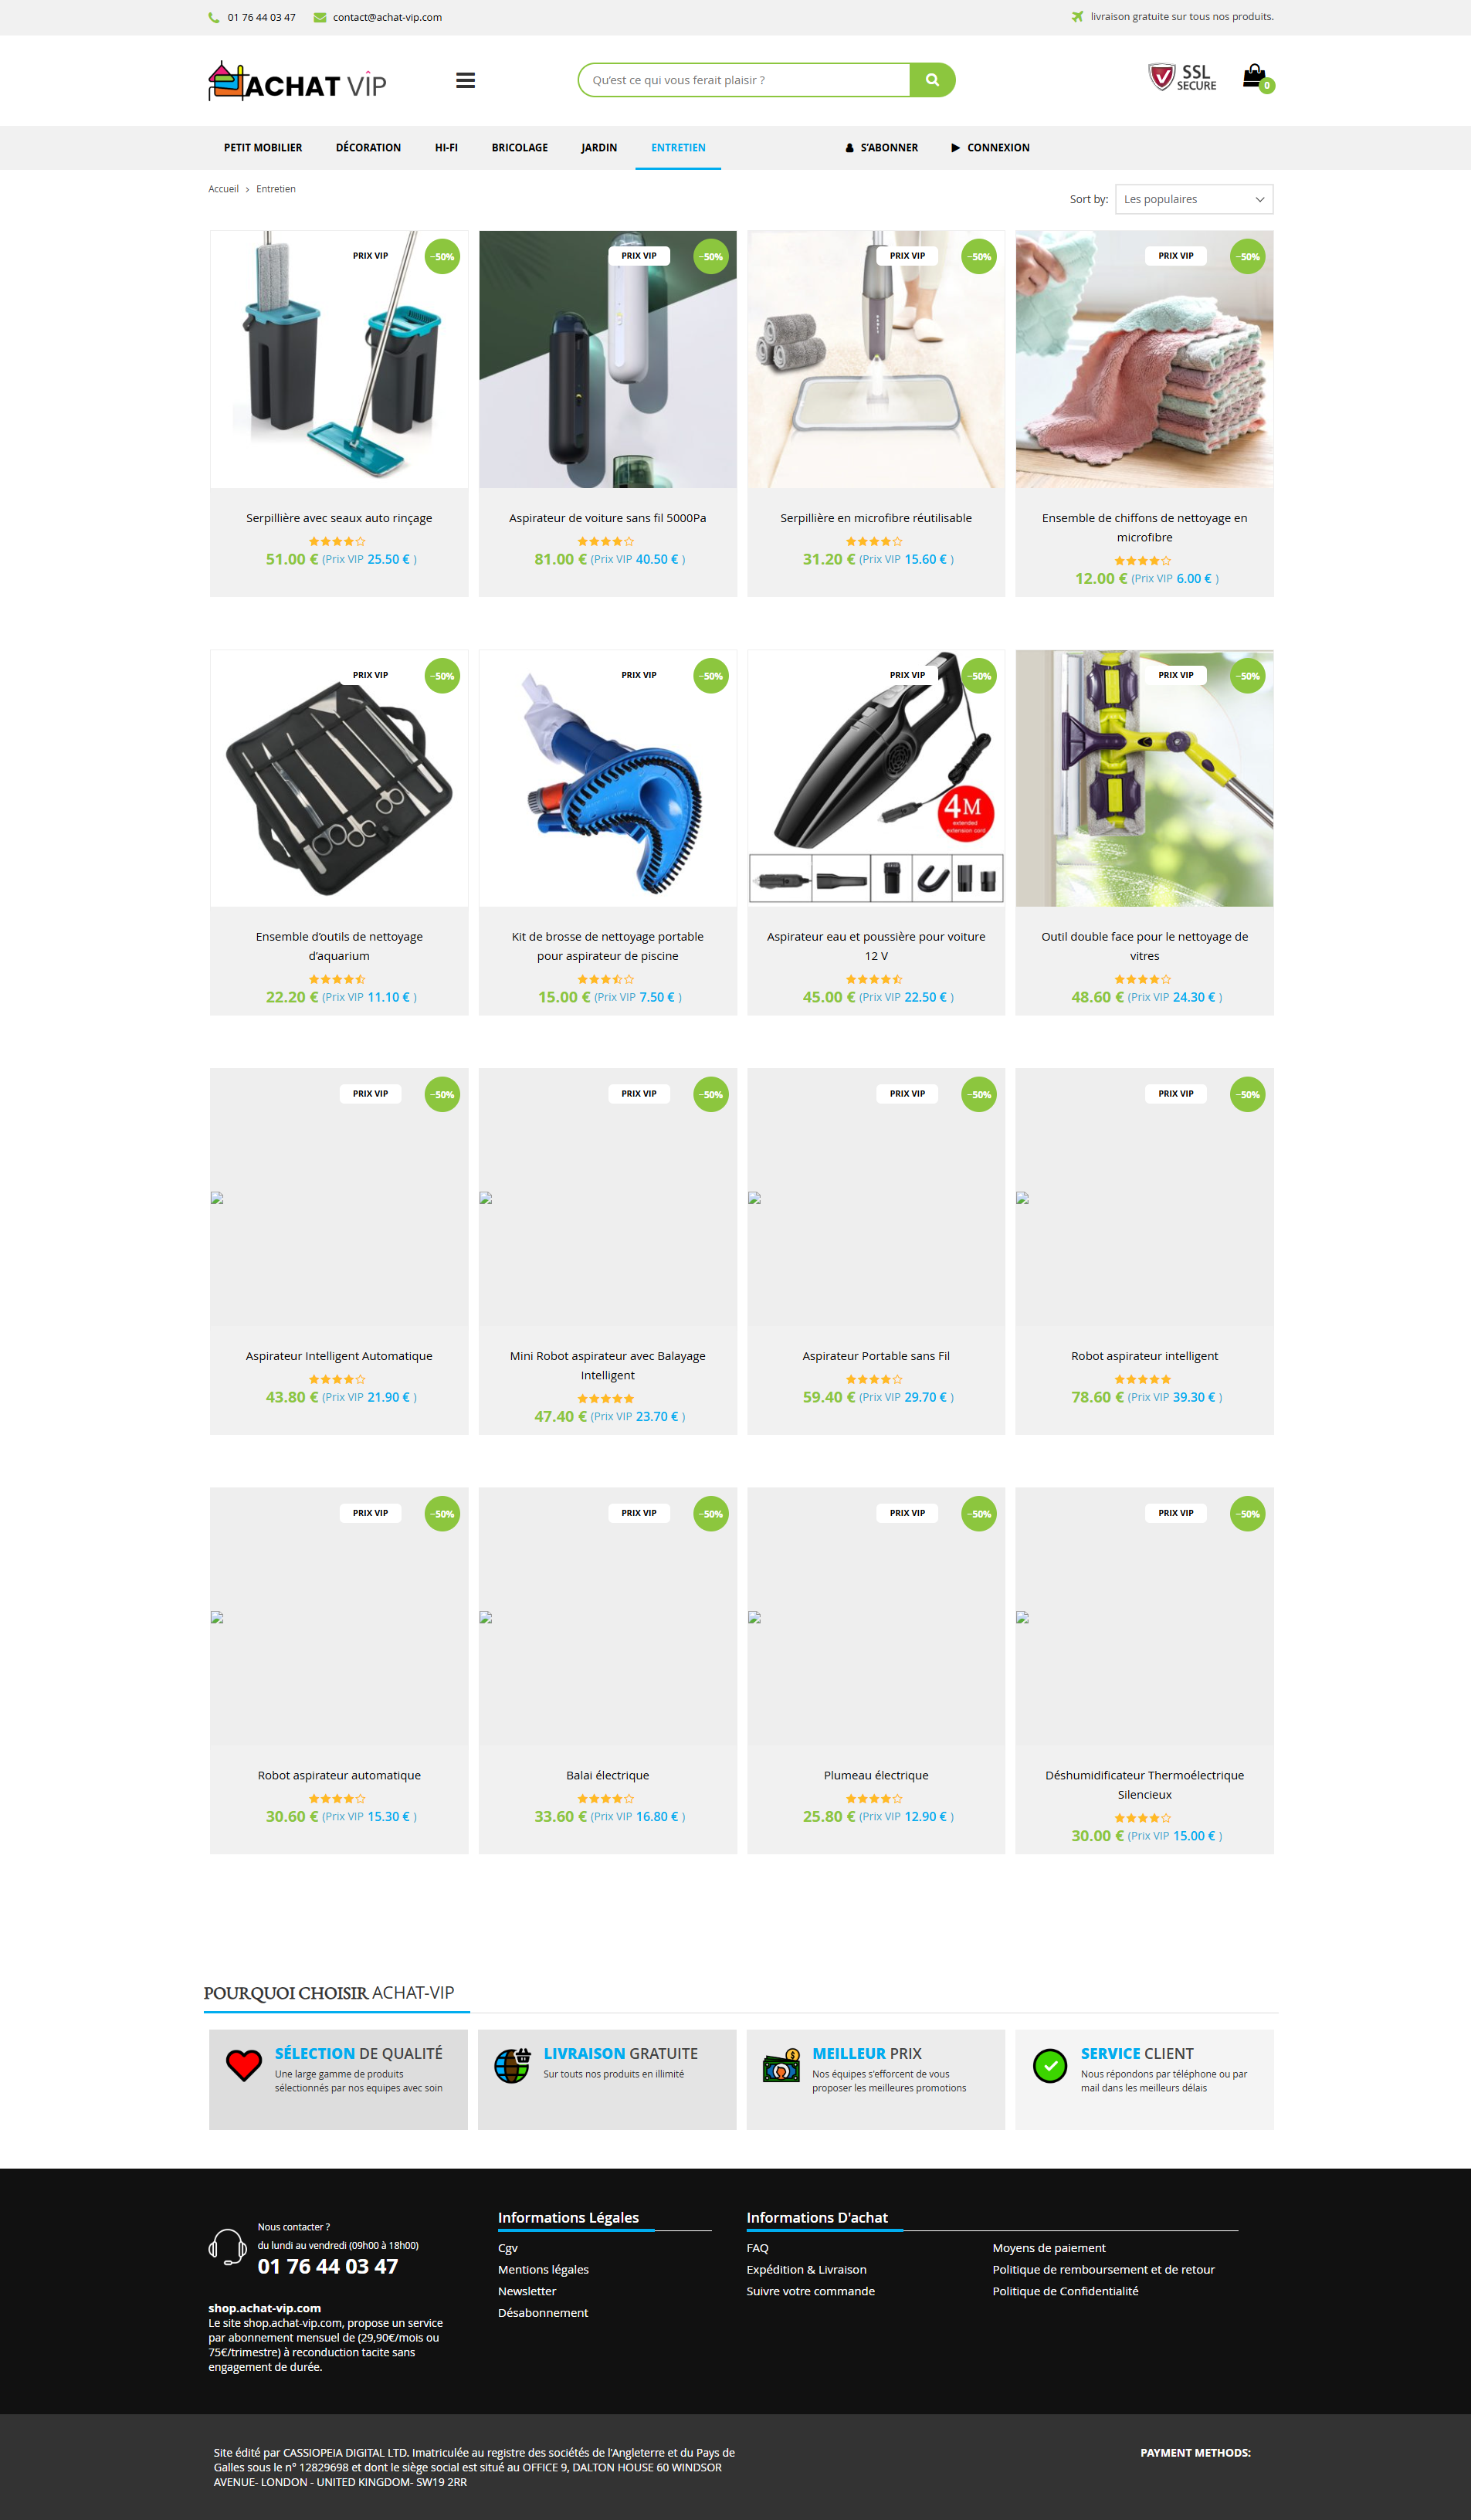 01 76 44 03 47 contact@achat-vip.com livraison gratuite sur tous nos produits.
ACHAT VIP Qu'est ce qui vous ferait plaisir ? SSL SECURE 0
PETIT MOBILIER DÉCORATION HI-FI BRICOLAGE JARDIN ENTRETIEN S'ABONNER CONNEXION
Accueil > Entretien Sort by: Les populaires
PRIX VIP -50% PRIX VIP -50% PRIX VIP -50% PRIX VIP -50%
Serpillière avec seaux auto rinçage
51.00 € (Prix VIP 25.50 € )
Aspirateur de voiture sans fil 5000Pa
81.00 € (Prix VIP 40.50 € )
Serpillière en microfibre réutilisable
31.20 € (Prix VIP 15.60 € )
Ensemble de chiffons de nettoyage en
microfibre
12.00 € (Prix VIP 6.00 € )
PRIX VIP -50% PRIX VIP -50% PRIX VIP -50% PRIX VIP -50%
4M
extended
extension cord
Ensemble d’outils de nettoyage
d’aquarium
22.20 € (Prix VIP 11.10 € )
Kit de brosse de nettoyage portable
pour aspirateur de piscine
15.00 € (Prix VIP 7.50 € )
Aspirateur eau et poussière pour voiture
12 V
45.00 € (Prix VIP 22.50 € )
Outil double face pour le nettoyage de
vitres
48.60 € (Prix VIP 24.30 € )
PRIX VIP -50% PRIX VIP -50% PRIX VIP -50% PRIX VIP -50%
Aspirateur Intelligent Automatique
43.80 € (Prix VIP 21.90 € )
Mini Robot aspirateur avec Balayage
Intelligent
47.40 € (Prix VIP 23.70 € )
Aspirateur Portable sans Fil
59.40 € (Prix VIP 29.70 € )
Robot aspirateur intelligent
78.60 € (Prix VIP 39.30 € )
PRIX VIP -50% PRIX VIP -50% PRIX VIP -50% PRIX VIP -50%
Robot aspirateur automatique
30.60 € (Prix VIP 15.30 € )
Balai électrique
33.60 € (Prix VIP 16.80 € )
Plumeau électrique
25.80 € (Prix VIP 12.90 € )
Déshumidificateur Thermoélectrique
Silencieux
30.00 € (Prix VIP 15.00 € )
POURQUOI CHOISIR ACHAT-VIP
SÉLECTION DE QUALITÉ
Une large gamme de produits
sélectionnés par nos equipes avec soin
LIVRAISON GRATUITE
Sur touts nos produits en illimité
MEILLEUR PRIX
Nos équipes s'efforcent de vous
proposer les meilleures promotions
SERVICE CLIENT
Nous répondons par téléphone ou par
mail dans les meilleurs délais
Nous contacter ?
du lundi au vendredi (09h00 à 18h00)
01 76 44 03 47
shop.achat-vip.com
Le site shop.achat-vip.com, propose un service
par abonnement mensuel de (29,90€/mois ou
75€/trimestre) à reconduction tacite sans
engagement de durée.
Informations Légales
Cgv
Mentions légales
Newsletter
Désabonnement
Informations D'achat
FAQ
Expédition & Livraison
Suivre votre commande
Moyens de paiement
Politique de remboursement et de retour
Politique de Confidentialité
Site édité par CASSIOPEIA DIGITAL LTD. Imatriculée au registre des sociétés de l'Angleterre et du Pays de
Galles sous le n° 12829698 et dont le siège social est situé au OFFICE 9, DALTON HOUSE 60 WINDSOR
AVENUE- LONDON - UNITED KINGDOM- SW19 2RR
PAYMENT METHODS: